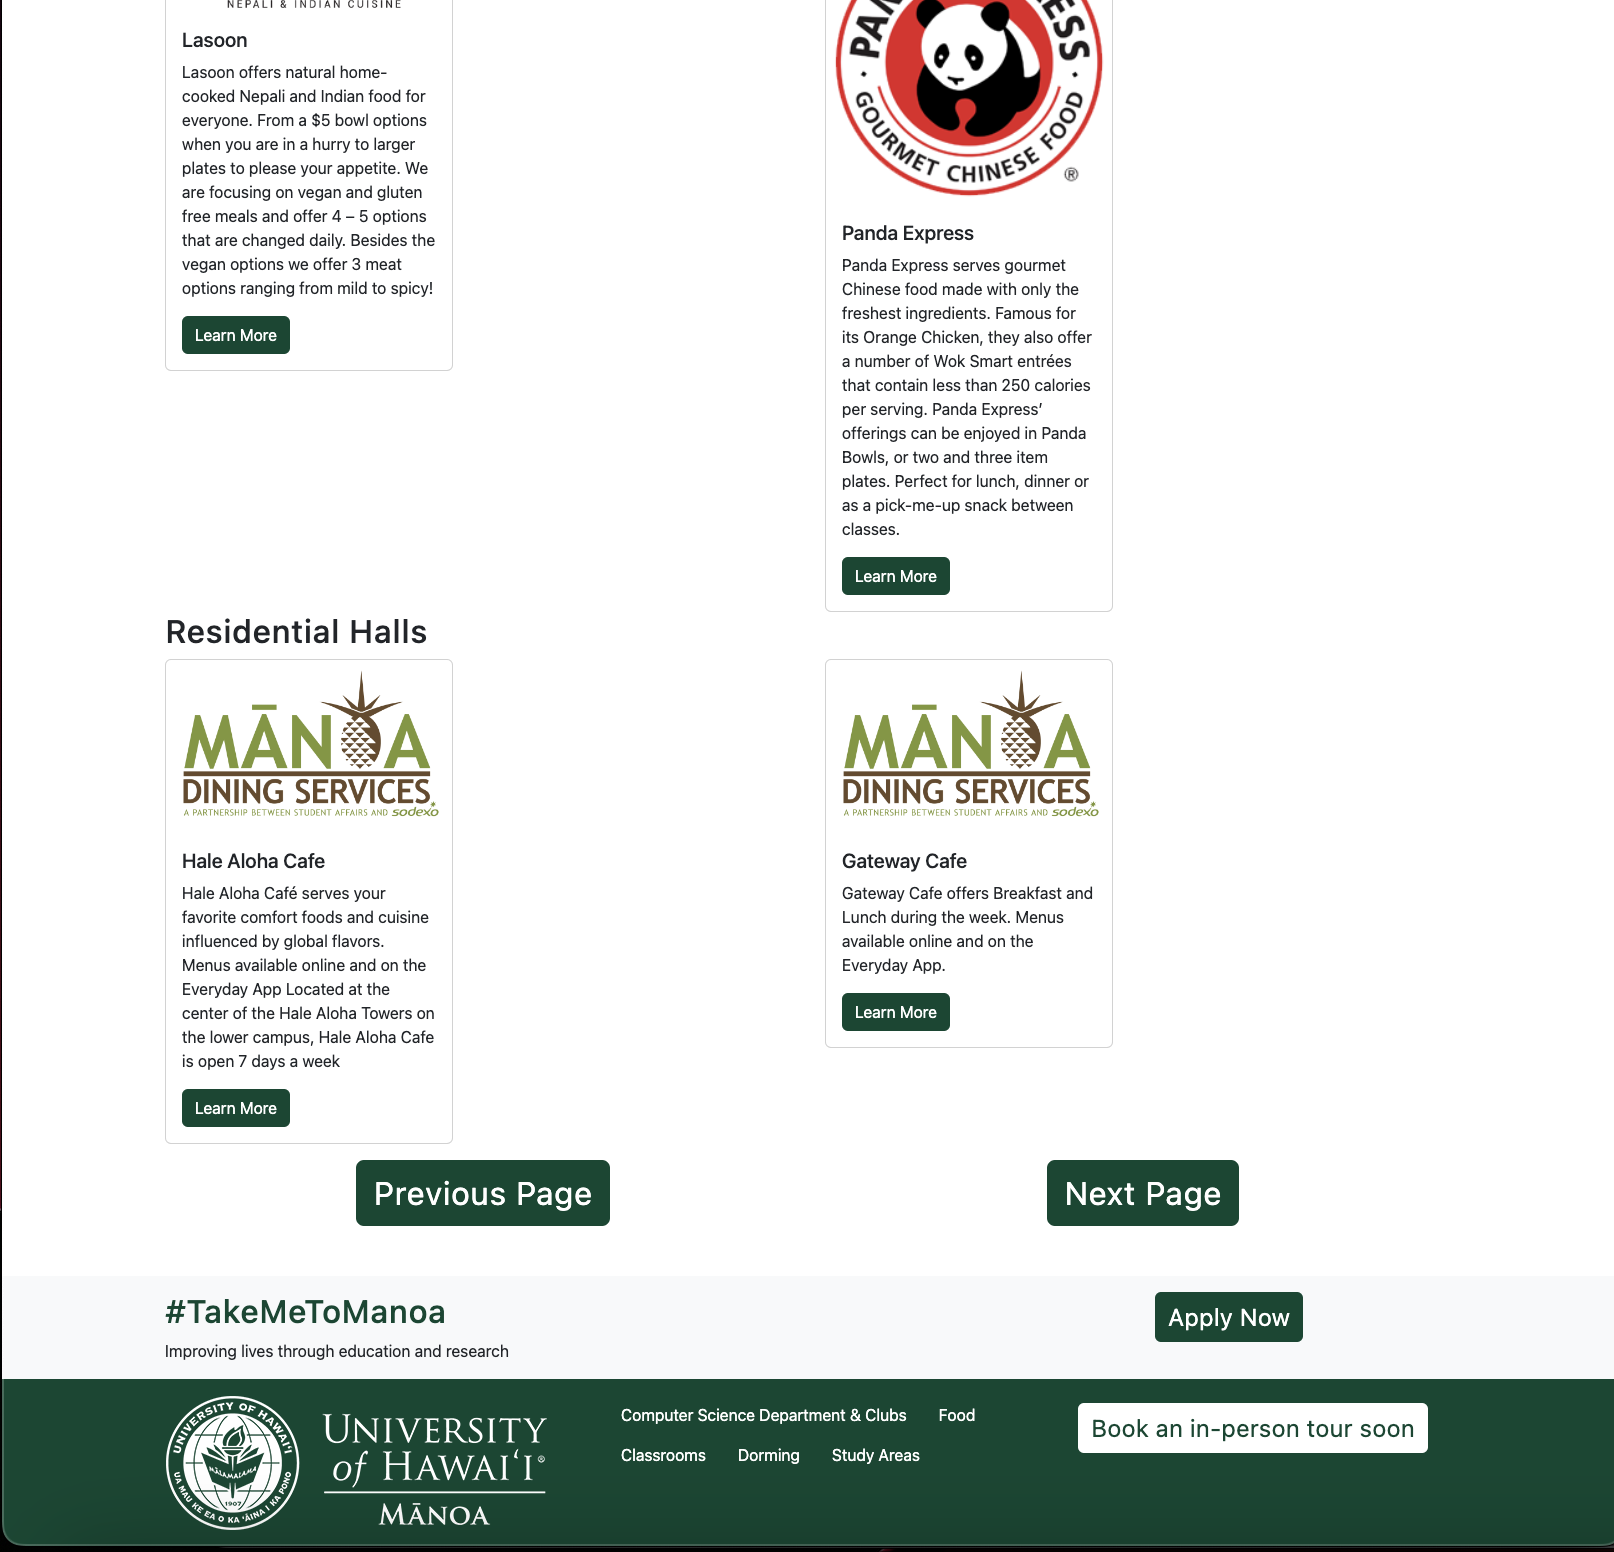 NEPALI & INDIAN CUISINE
Lasoon
Lasoon offers natural home-
cooked Nepali and Indian food for
everyone. From a $5 bowl options
when you are in a hurry to larger
plates to please your appetite. We
are focusing on vegan and gluten
free meals and offer 4 – 5 options
that are changed daily. Besides the
vegan options we offer 3 meat
options ranging from mild to spicy!
Learn More
GOURMET CHINESE FOOD
®
Panda Express
Panda Express serves gourmet
Chinese food made with only the
freshest ingredients. Famous for
its Orange Chicken, they also offer
a number of Wok Smart entrées
that contain less than 250 calories
per serving. Panda Express’
offerings can be enjoyed in Panda
Bowls, or two and three item
plates. Perfect for lunch, dinner or
as a pick-me-up snack between
classes.
Learn More
Residential Halls
MĀNOA
DINING SERVICES
A PARTNERSHIP BETWEEN STUDENT AFFAIRS AND sodexo
Hale Aloha Cafe
Hale Aloha Café serves your
favorite comfort foods and cuisine
influenced by global flavors.
Menus available online and on the
Everyday App Located at the
center of the Hale Aloha Towers on
the lower campus, Hale Aloha Cafe
is open 7 days a week
Learn More
MĀNOA
DINING SERVICES
A PARTNERSHIP BETWEEN STUDENT AFFAIRS AND sodexo
Gateway Cafe
Gateway Cafe offers Breakfast and
Lunch during the week. Menus
available online and on the
Everyday App.
Learn More
Previous Page
Next Page
#TakeMeToManoa
Improving lives through education and research
Apply Now
UNIVERSITY OF HAWAIʻI
MĀLAMALAMA
1907
UA MAU KE EA O KA ʻĀINA I KA PONO
UNIVERSITY
of HAWAIʻI®
MĀNOA
Computer Science Department & Clubs Food
Classrooms Dorming Study Areas
Book an in-person tour soon